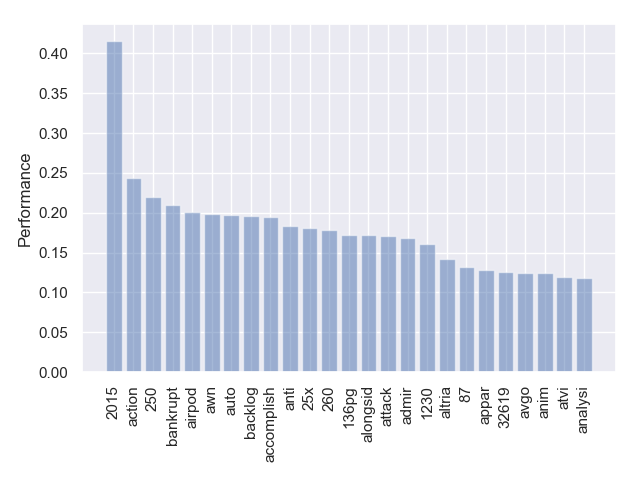 0.40
0.35
0.30
0.25
0.20
0.15
0.10
0.05
0.00
Performance
2015
action
250
bankrupt
airpod
awn
auto
backlog
accomplish
anti
25x
260
136pg
alongsid
attack
admir
1230
altria
87
appar
32619
avgo
anim
atvi
analysi